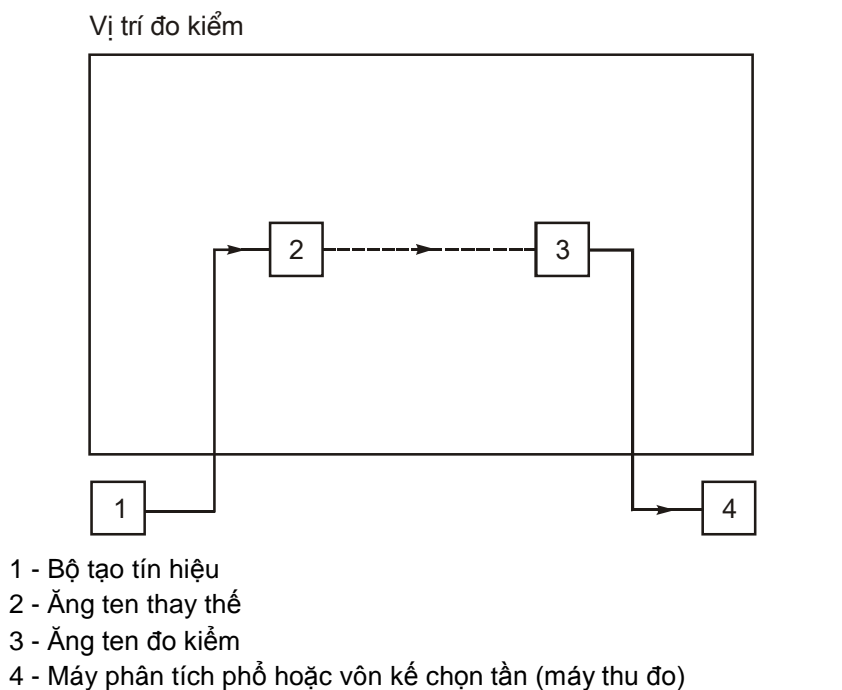 Vị trí đo kiểm
2
3
1
4
1 - Bộ tạo tín hiệu
2 - Ăng ten thay thế
3 - Ăng ten đo kiểm
4 - Máy phân tích phổ hoặc vôn kế chọn tần (máy thu đo)